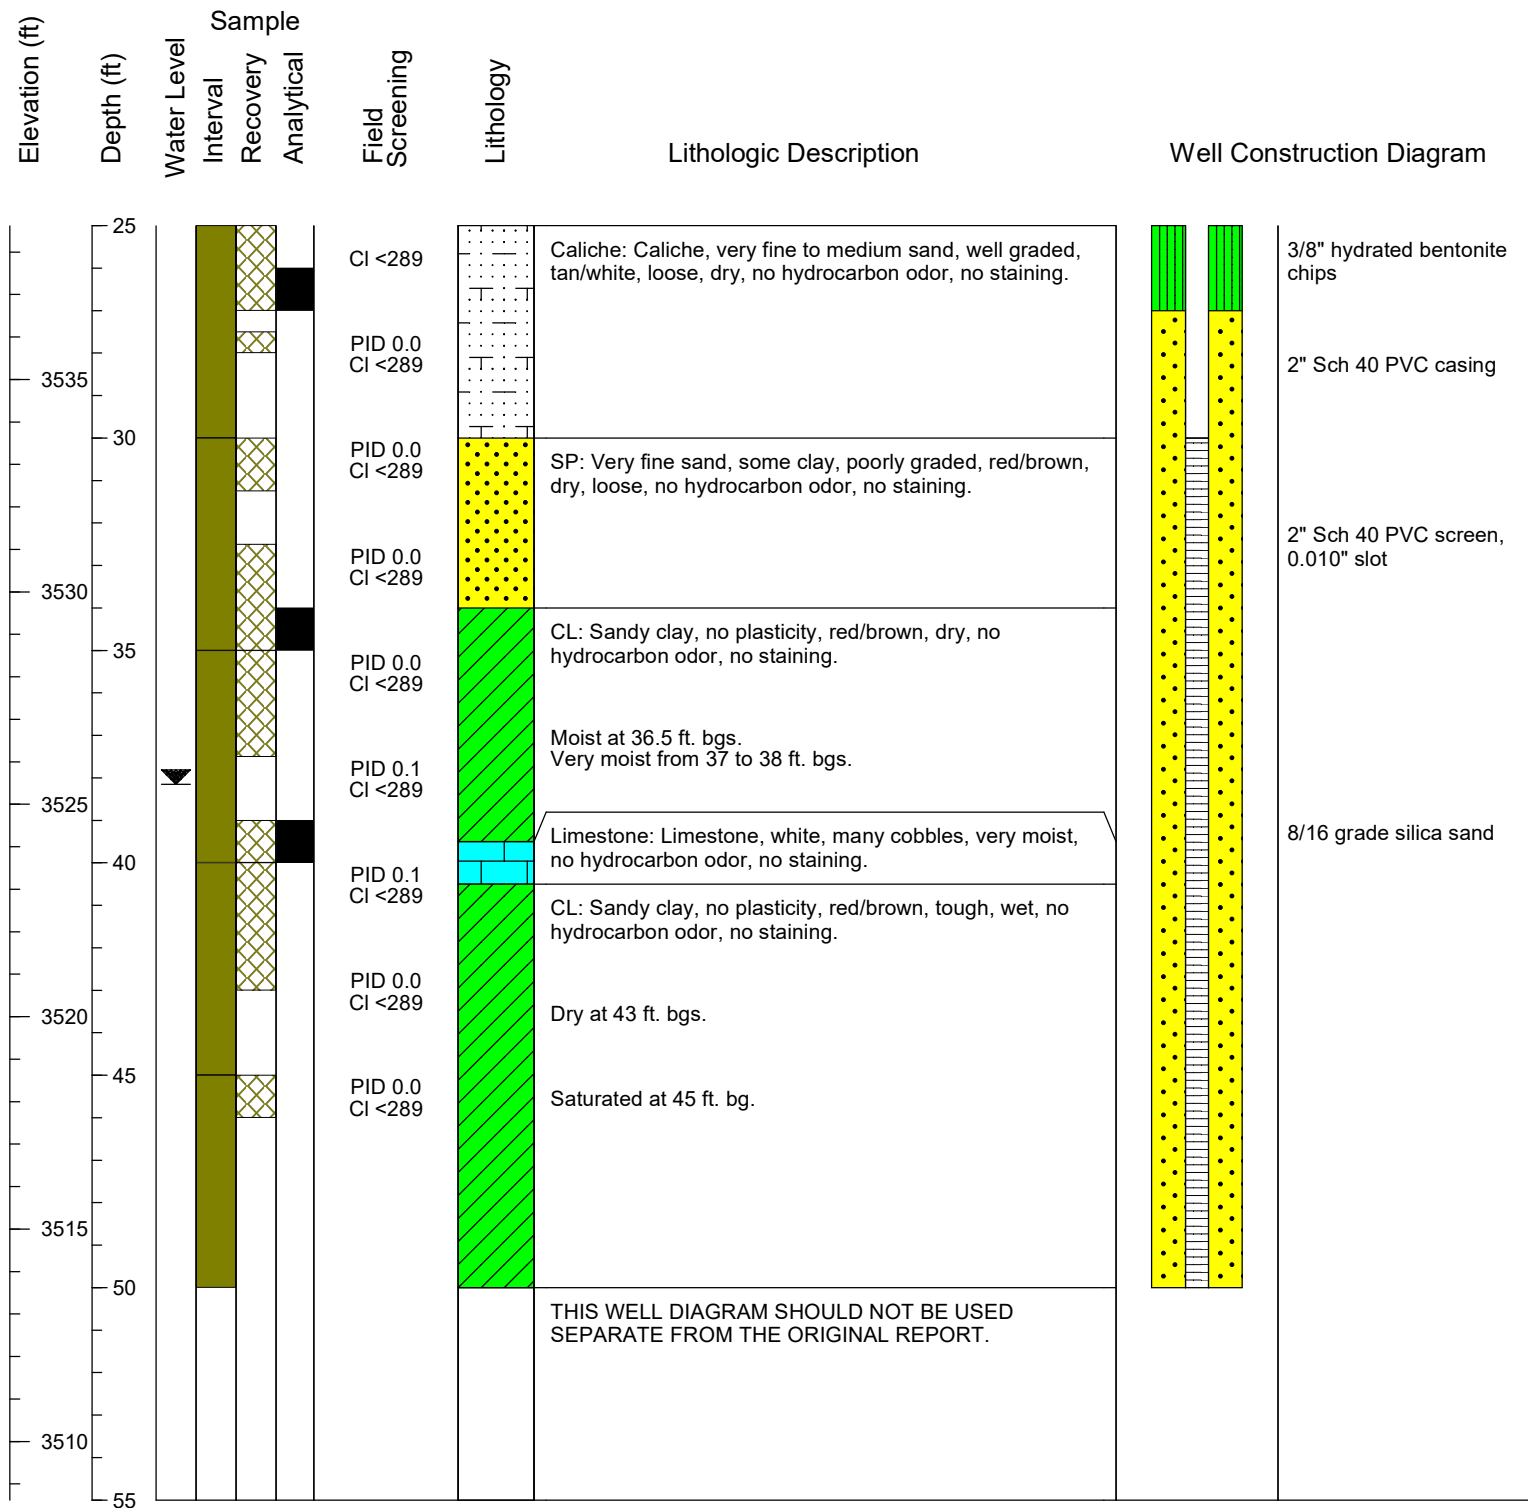 Sample
Elevation (ft)
Depth (ft)
Water Level
Interval
Recovery
Analytical
Field
Screening
Lithology
Lithologic Description
Well Construction Diagram
25
Cl <289
Caliche: Caliche, very fine to medium sand, well graded,
tan/white, loose, dry, no hydrocarbon odor, no staining.
3/8" hydrated bentonite
chips
PID 0.0
Cl <289
2" Sch 40 PVC casing
3535
30
PID 0.0
Cl <289
SP: Very fine sand, some clay, poorly graded, red/brown,
dry, loose, no hydrocarbon odor, no staining.
2" Sch 40 PVC screen,
0.010" slot
PID 0.0
Cl <289
3530
CL: Sandy clay, no plasticity, red/brown, dry, no
hydrocarbon odor, no staining.
35
PID 0.0
Cl <289
Moist at 36.5 ft. bgs.
Very moist from 37 to 38 ft. bgs.
PID 0.1
Cl <289
3525
Limestone: Limestone, white, many cobbles, very moist,
no hydrocarbon odor, no staining.
8/16 grade silica sand
40
PID 0.1
Cl <289
CL: Sandy clay, no plasticity, red/brown, tough, wet, no
hydrocarbon odor, no staining.
PID 0.0
Cl <289
Dry at 43 ft. bgs.
3520
45
PID 0.0
Cl <289
Saturated at 45 ft. bg.
3515
50
THIS WELL DIAGRAM SHOULD NOT BE USED
SEPARATE FROM THE ORIGINAL REPORT.
3510
55